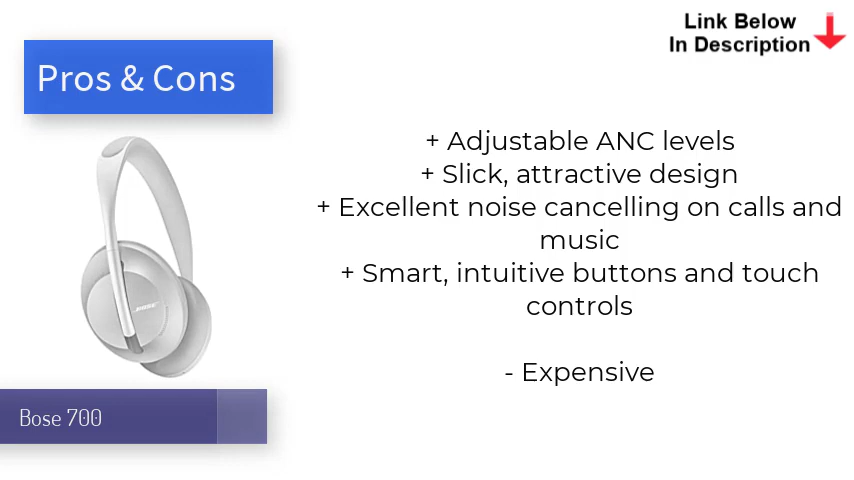 Link Below
In Description
Pros & Cons
+ Adjustable ANC levels
+ Slick, attractive design
+ Excellent noise cancelling on calls and
music
+ Smart, intuitive buttons and touch
controls
- Expensive
BOSE
Bose 700